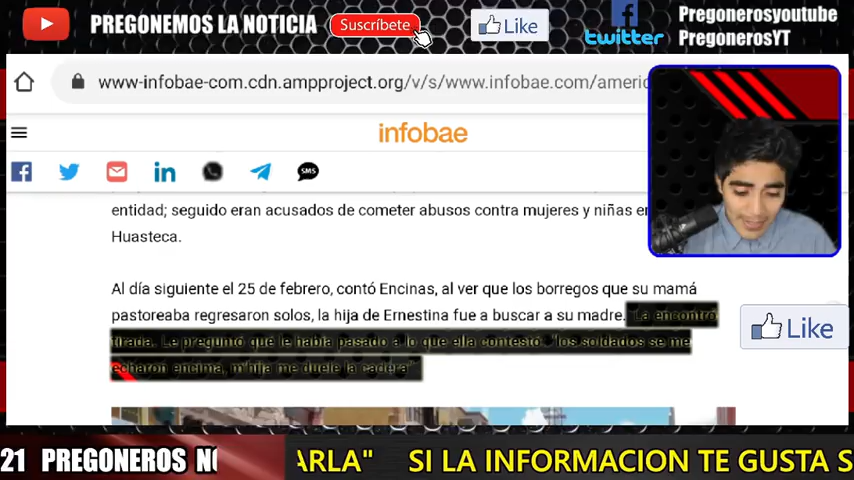 PREGONEMOS LA NOTICIA
Suscríbete
Like
twitter
Pregonerosyoutube
PregonerosYT
www-infobae-com.cdn.ampproject.org/v/s/www.infobae.com/americ
infobae
SMS
entidad; seguido eran acusados de cometer abusos contra mujeres y niñas en
Huasteca.
Al día siguiente el 25 de febrero, contó Encinas, al ver que los borregos que su mamá
pastoreaba regresaron solos, la hija de Ernestina fue a buscar a su madre. "La encontró
tirada. Le preguntó qué le había pasado a lo que ella contestó: "los soldados se me
echaron encima, m'hija me duele la cadera"
Like
21 PREGONEROS NO
ARLA" SI LA INFORMACION TE GUSTA S